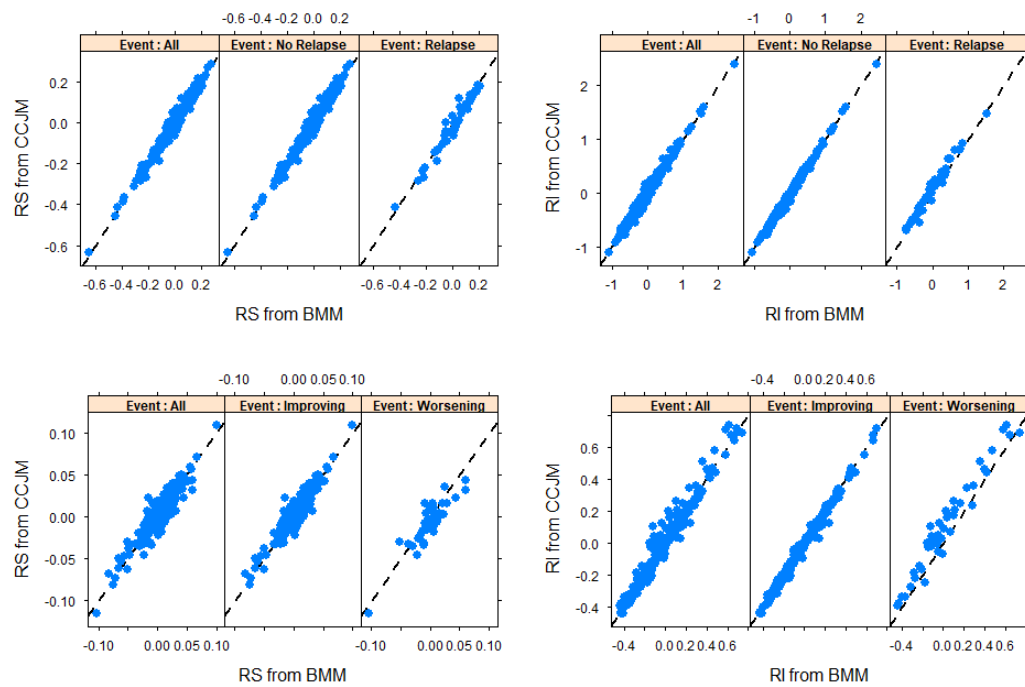 -0.6 -0.4 -0.2 0.0 0.2
Event : All Event : No Relapse Event : Relapse
RS from CCJM
0.2
0.0
-0.2
-0.4
-0.6
-0.6 -0.4 -0.2 0.0 0.2 -0.6 -0.4 -0.2 0.0 0.2
RS from BMM
-1 0 1 2
Event : All Event : No Relapse Event : Relapse
RI from CCJM
2
1
0
-1
-1 0 1 2 -1 0 1 2
RI from BMM
-0.10 0.00 0.05 0.10
Event : All Event : Improving Event : Worsening
RS from CCJM
0.10
0.05
0.00
-0.05
-0.10
-0.10 0.00 0.05 0.10 -0.10 0.00 0.05 0.10
RS from BMM
-0.4 0.0 0.2 0.4 0.6
Event : All Event : Improving Event : Worsening
RI from CCJM
0.6
0.4
0.2
0.0
-0.2
-0.4
-0.4 0.0 0.2 0.4 0.6 -0.4 0.0 0.2 0.4 0.6
RI from BMM